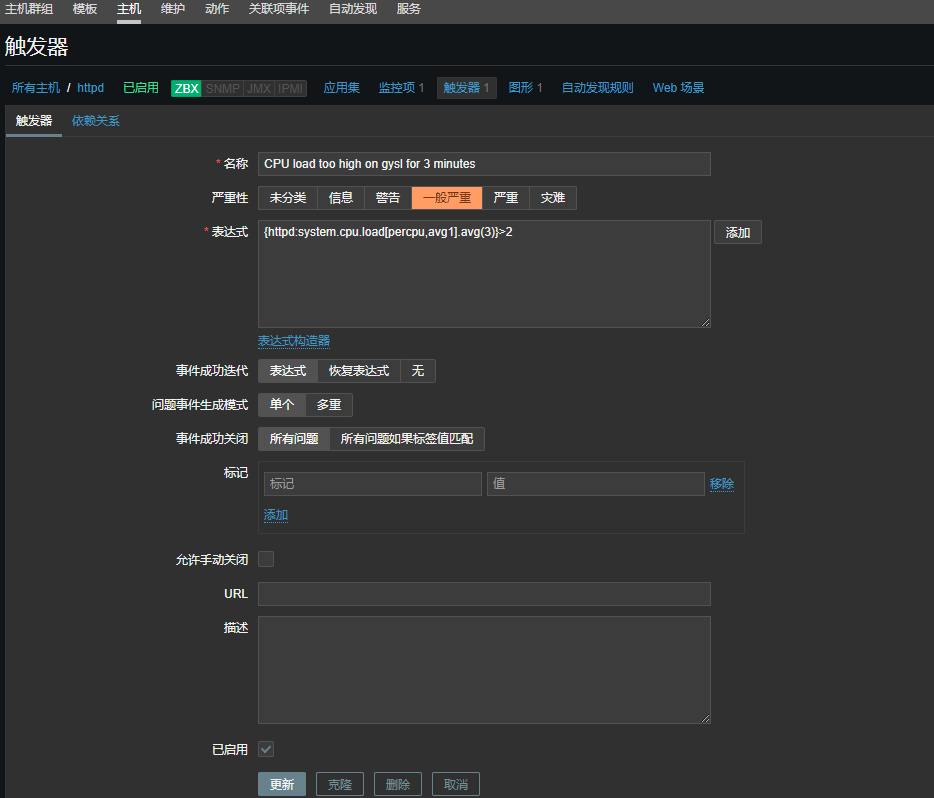 主机群组 模板 主机 维护 动作 关联项事件 自动发现 服务
触发器
所有主机 / httpd 已启用 ZBX SNMP JMX IPMI 应用集 监控项 1 触发器 1 图形 1 自动发现规则 Web 场景
触发器 依赖关系
* 名称 CPU load too high on gysl for 3 minutes
严重性 未分类 信息 警告 一般严重 严重 灾难
* 表达式 {httpd:system.cpu.load[percpu,avg1].avg(3)}>2 添加
表达式构造器
事件成功迭代 表达式 恢复表达式 无
问题事件生成模式 单个 多重
事件成功关闭 所有问题 所有问题如果标签值匹配
标记 标记 值 移除
添加
允许手动关闭
URL
描述
已启用
更新 克隆 删除 取消